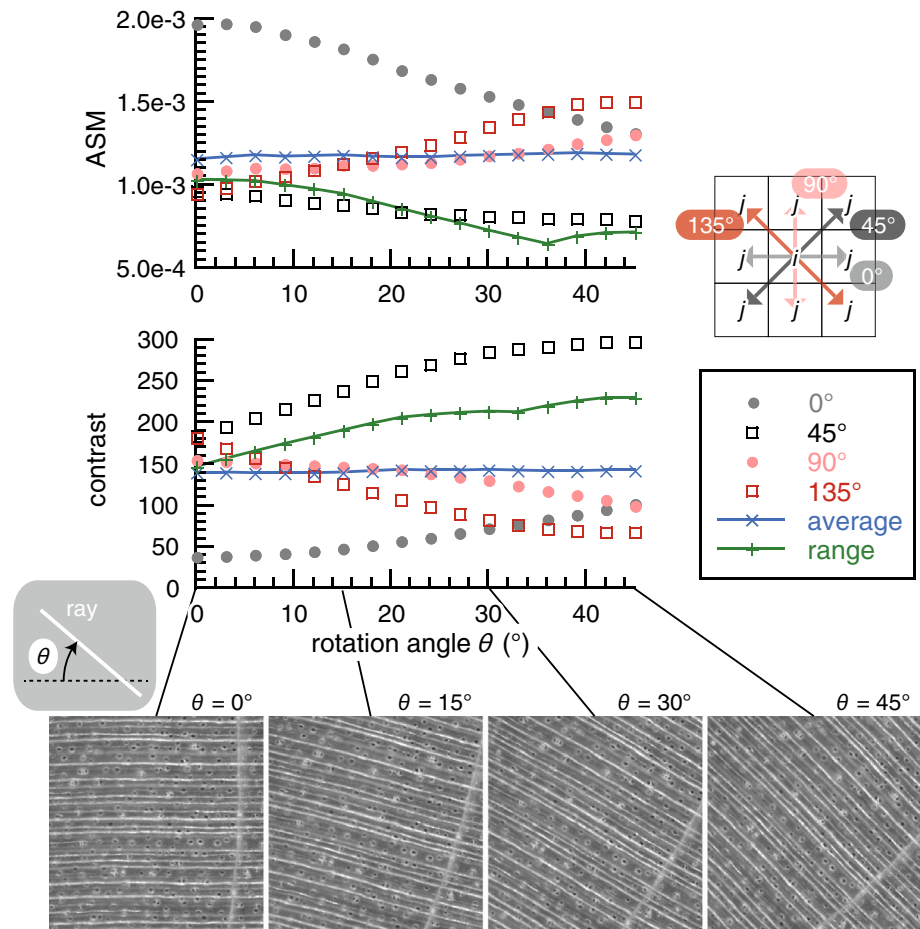 2.0e-3
1.5e-3
1.0e-3
5.0e-4
ASM
0 10 20 30 40
90°
135° j j j 45°
j i j
0°
j j j
300
250
200
150
100
50
0
contrast
0 10 20 30 40
rotation angle θ (°)
0°
45°
90°
135°
average
range
ray
θ
θ = 0° θ = 15° θ = 30° θ = 45°